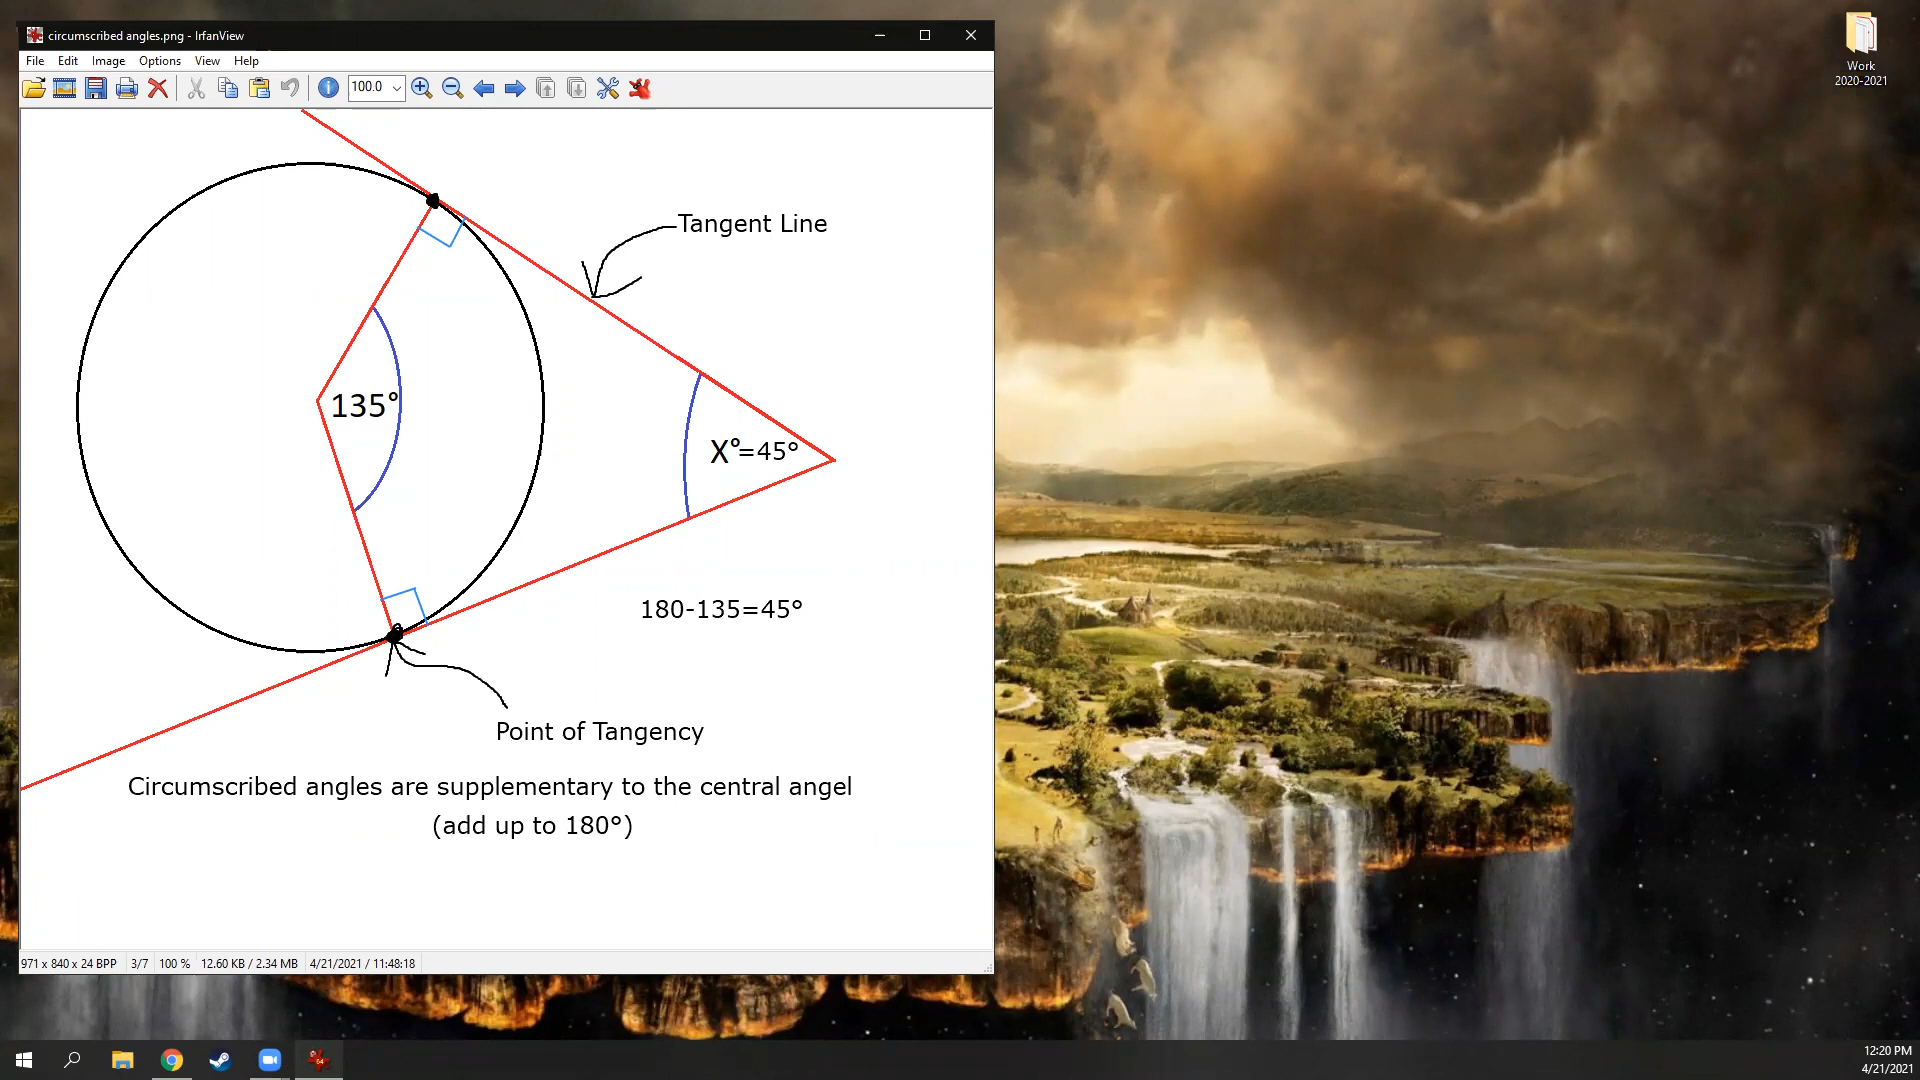 circumscribed angles.png - IrfanView
File Edit Image Options View Help
100.0
Work
2020-2021
Tangent Line
135°
X°=45°
180-135=45°
Point of Tangency
Circumscribed angles are supplementary to the central angel
(add up to 180°)
971 x 840 x 24 BPP 3/7 100 % 12.60 KB / 2.34 MB 4/21/2021 / 11:48:18
12:20 PM
4/21/2021